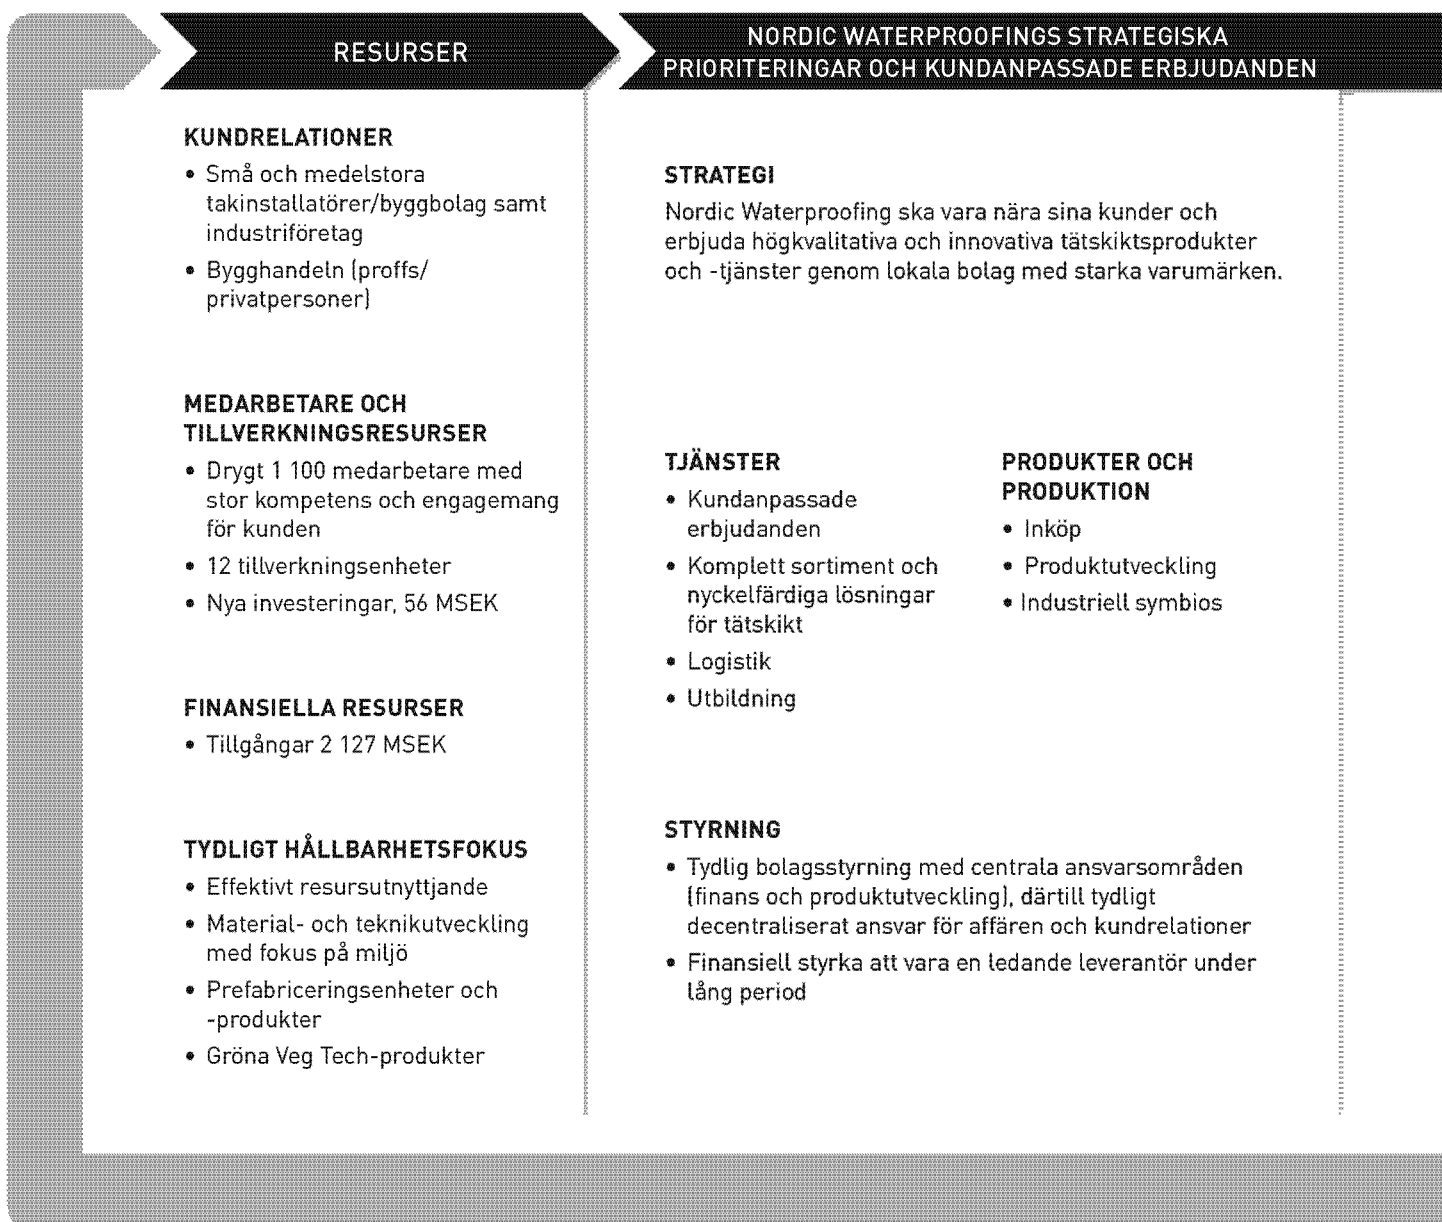 RESURSER
KUNDRELATIONER
• Små och medelstora
takinstallatörer/byggbolag samt
industriföretag
• Bygghandeln (proffs/
privatpersoner)
MEDARBETARE OCH
TILLVERKNINGSRESURSER
• Drygt 1 100 medarbetare med
stor kompetens och engagemang
för kunden
• 12 tillverkningsenheter
• Nya investeringar, 56 MSEK
FINANSIELLA RESURSER
• Tillgångar 2 127 MSEK
TYDLIGT HÅLLBARHETSFOKUS
• Effektivt resursutnyttjande
• Material- och teknikutveckling
med fokus på miljö
• Prefabriceringsenheter och
-produkter
• Gröna Veg Tech-produkter
NORDIC WATERPROOFINGS STRATEGISKA
PRIORITERINGAR OCH KUNDANPASSADE ERBJUDANDEN
STRATEGI
Nordic Waterproofing ska vara nära sina kunder och
erbjuda högkvalitativa och innovativa tätskiktsprodukter
och -tjänster genom lokala bolag med starka varumärken.
TJÄNSTER
• Kundanpassade
erbjudanden
• Komplett sortiment och
nyckelfärdiga lösningar
för tätskikt
• Logistik
• Utbildning
PRODUKTER OCH
PRODUKTION
• Inköp
• Produktutveckling
• Industriell symbios
STYRNING
• Tydlig bolagsstyrning med centrala ansvarsområden
(finans och produktutveckling), därtill tydligt
decentraliserat ansvar för affären och kundrelationer
• Finansiell styrka att vara en ledande leverantör under
lång period